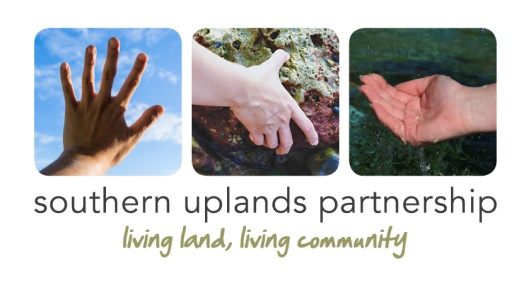 southern uplands partnership
living land, living community